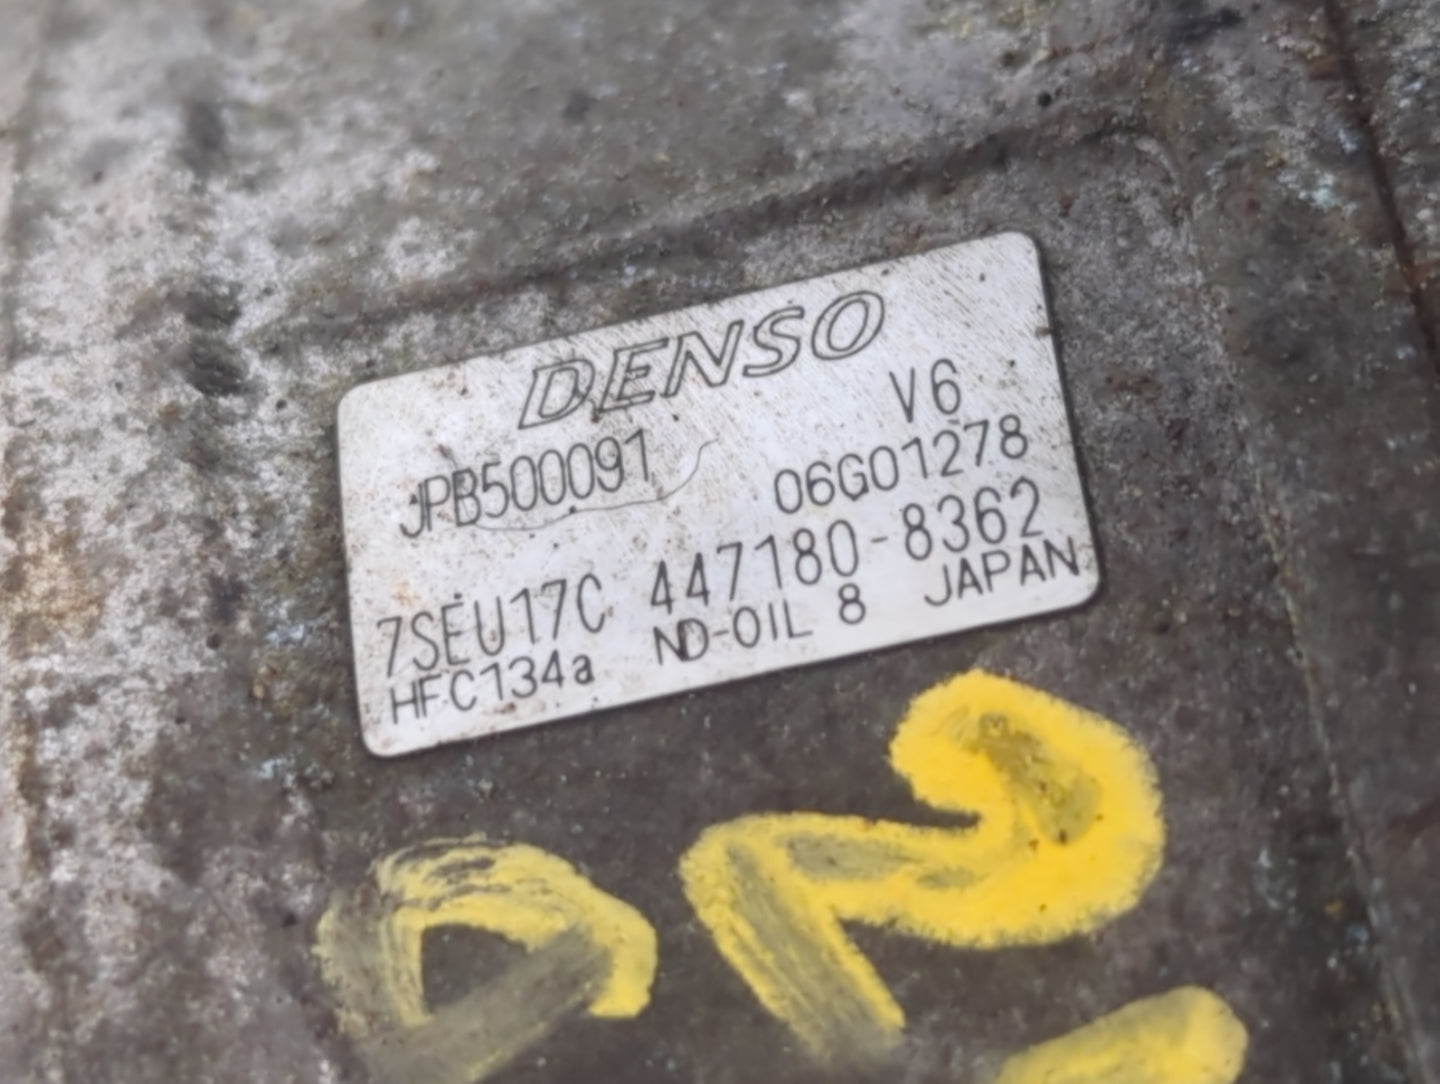 DENSO
V6
JPB500091 06G01278
7SEU17C 447180-8362
HFC134a ND-OIL 8 JAPAN